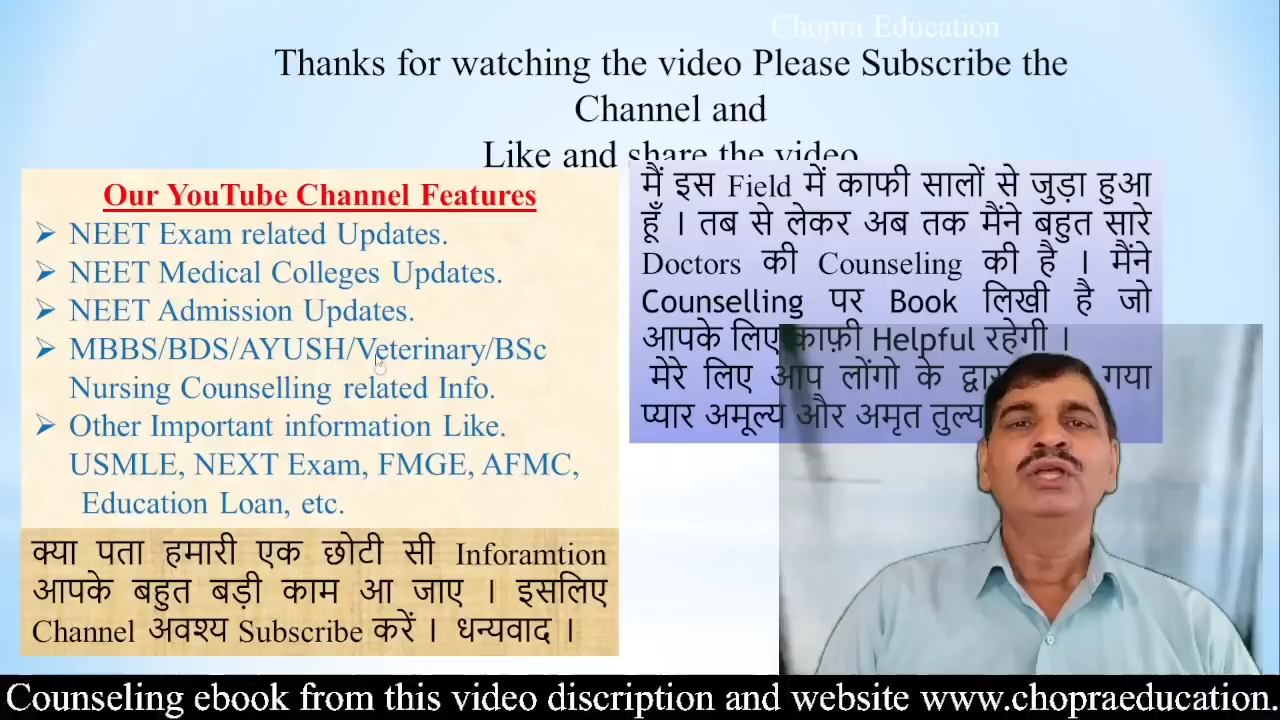 Chopra Education
Thanks for watching the video Please Subscribe the
Channel and
Like and share the video
Our YouTube Channel Features
➢ NEET Exam related Updates.
➢ NEET Medical Colleges Updates.
➢ NEET Admission Updates.
➢ MBBS/BDS/AYUSH/Veterinary/BSc
Nursing Counselling related Info.
➢ Other Important information Like.
USMLE, NEXT Exam, FMGE, AFMC,
Education Loan, etc.
क्या पता हमारी एक छोटी सी Inforamtion
आपके बहुत बड़ी काम आ जाए । इसलिए
Channel अवश्य Subscribe करें । धन्यवाद ।
मैं इस Field में काफी सालों से जुड़ा हुआ
हूँ । तब से लेकर अब तक मैंने बहुत सारे
Doctors की Counseling की है । मैंने
Counselling पर Book लिखी है जो
आपके लिए काफ़ी Helpful रहेगी ।
मेरे लिए आप लोंगो के गया
प्यार अमूल्य और अमृत तुल्य
Counseling ebook from this video discription and website www.chopraeducation.